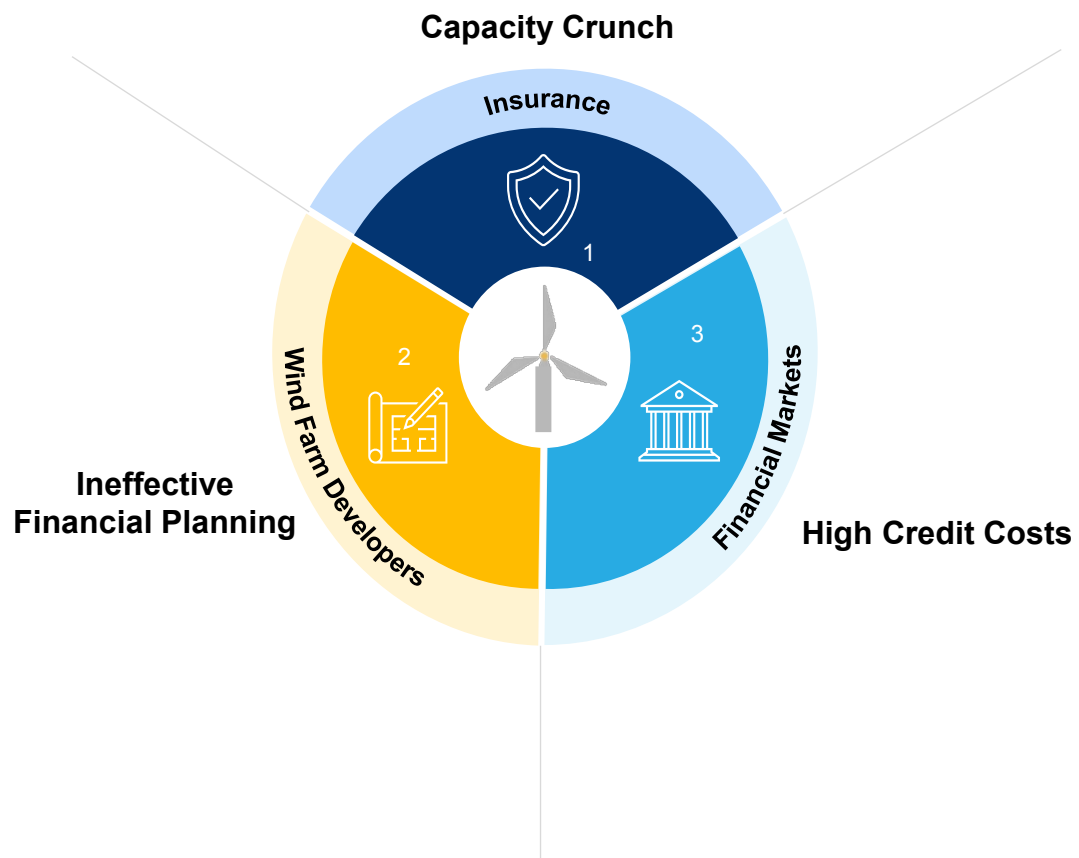 Capacity Crunch
Insurance
1
2
3
Wind Farm Developers
Financial Markets
Ineffective
Financial Planning
High Credit Costs